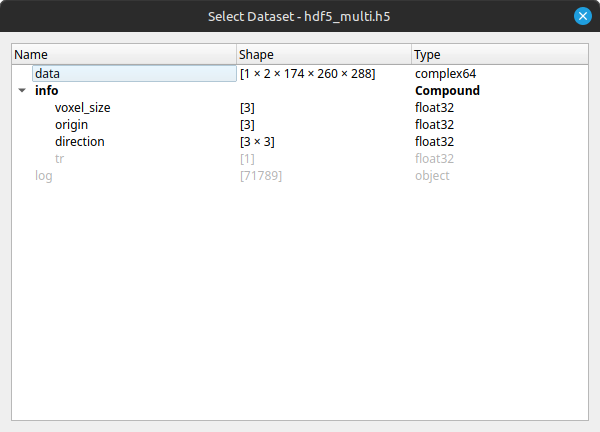 Select Dataset - hdf5_multi.h5
Name Shape Type
data [1 × 2 × 174 × 260 × 288] complex64
info Compound
voxel_size [3] float32
origin [3] float32
direction [3 × 3] float32
tr [1] float32
log [71789] object